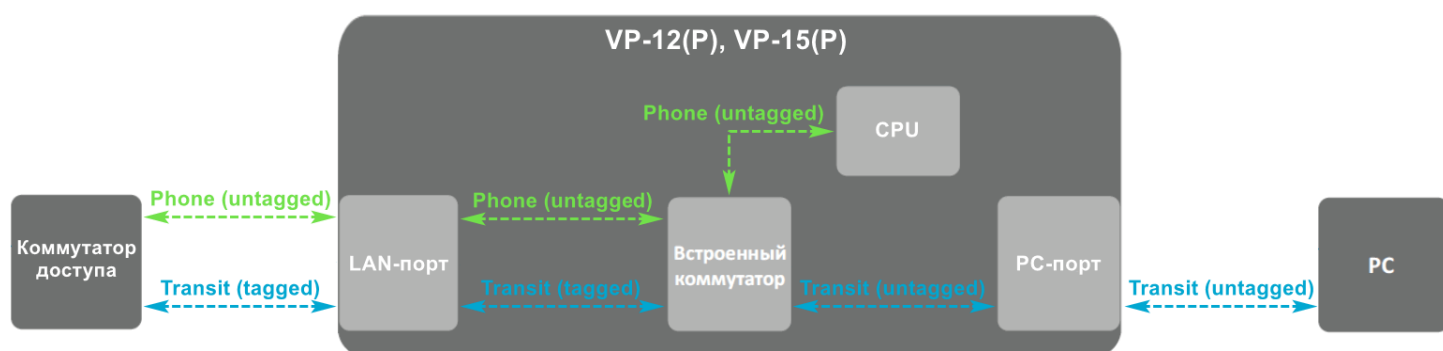 VP-12(P), VP-15(P)
Phone (untagged)
CPU
Phone (untagged)
Phone (untagged)
Коммутатор
доступа
LAN-порт
Встроенный
коммутатор
PC-порт
PC
Transit (tagged)
Transit (tagged)
Transit (untagged)
Transit (untagged)